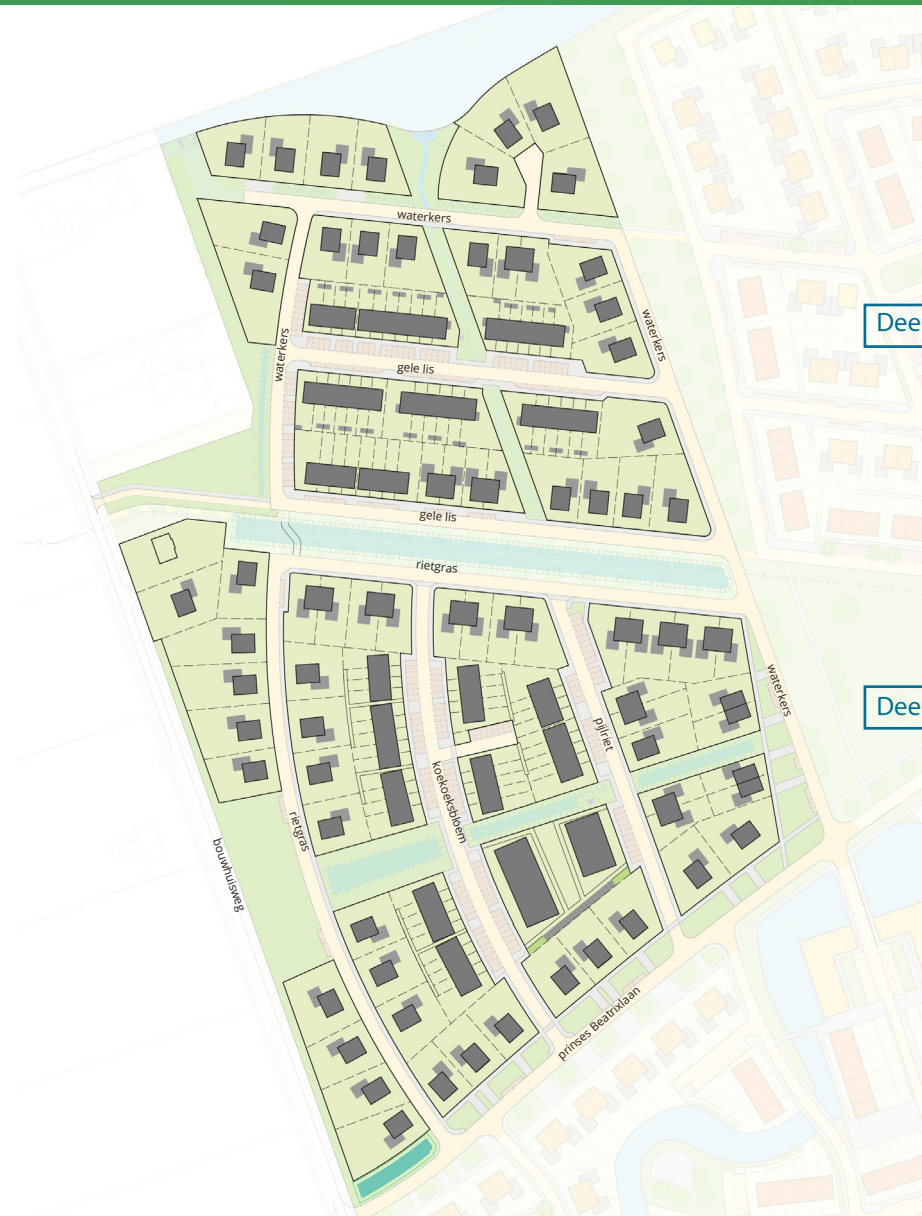 waterkers
waterkers
waterkers
Dee
gele lis
gele lis
rietgras
waterkers
Dee
pijlriet
koekoeksbloem
rietgras
bouwhuisweg
prinses Beatrixlaan